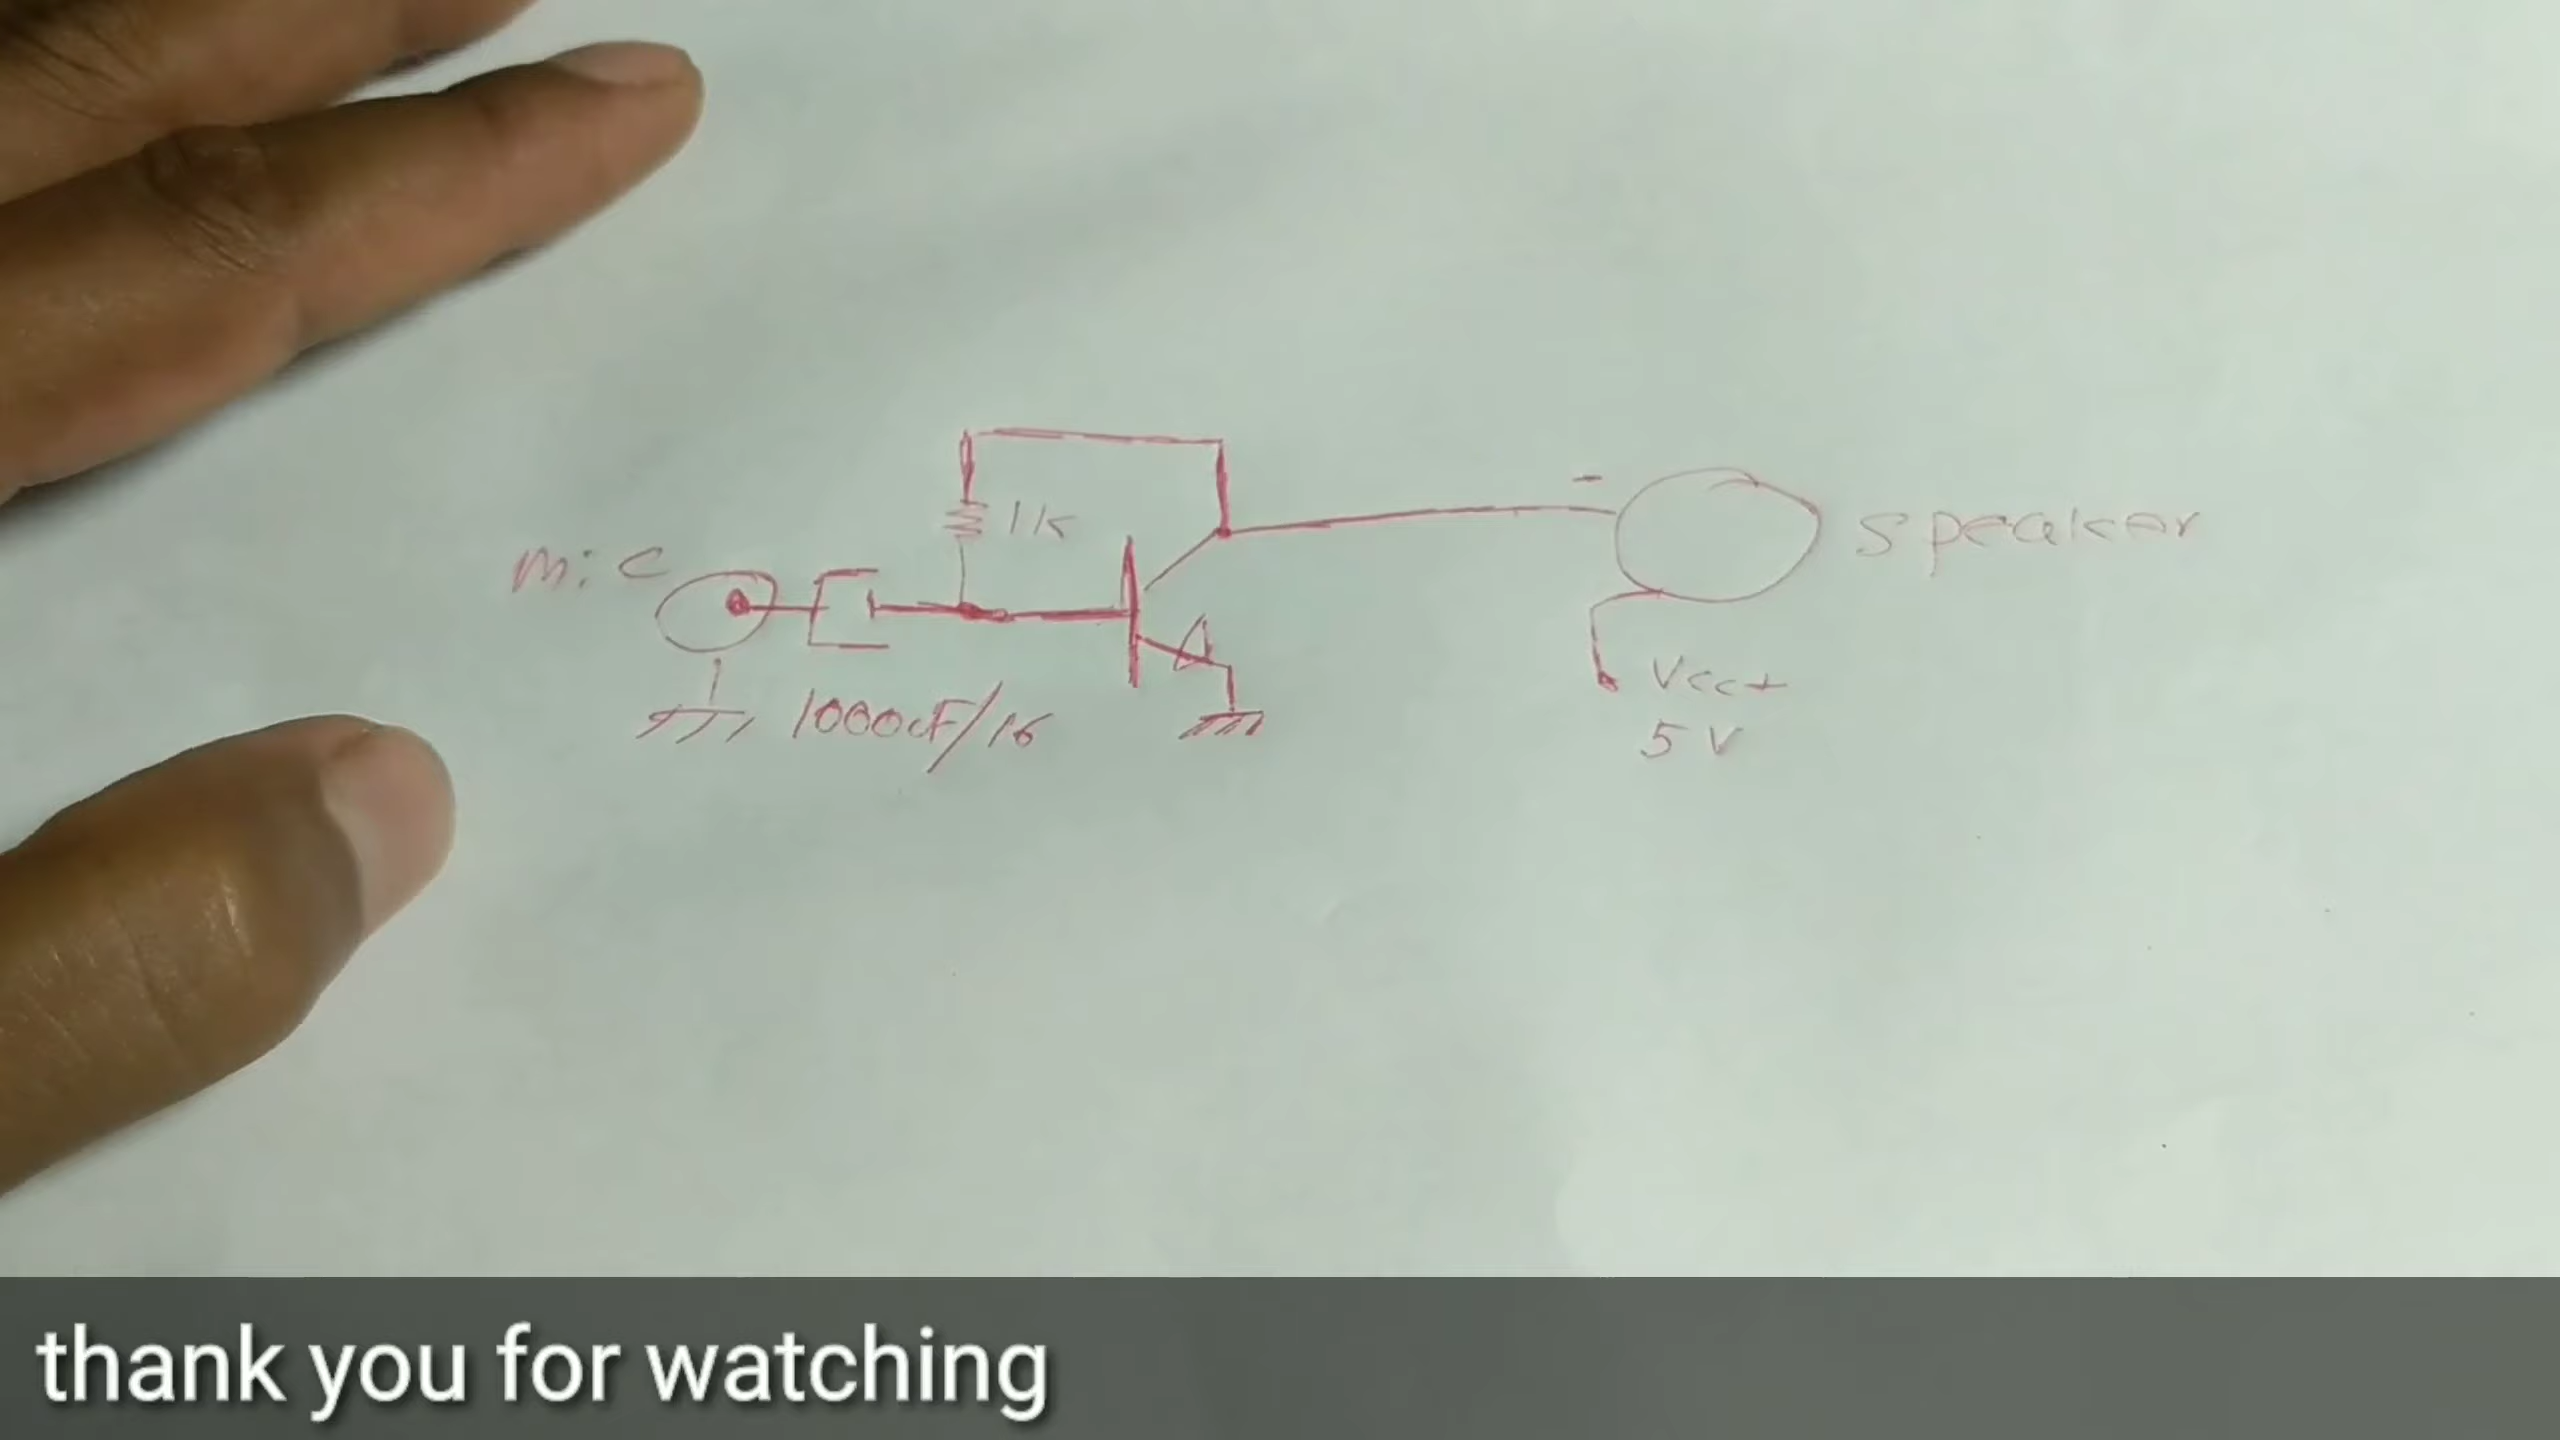 1K
mic
speaker
1000uF/16
Vcc+
5V
thank you for watching